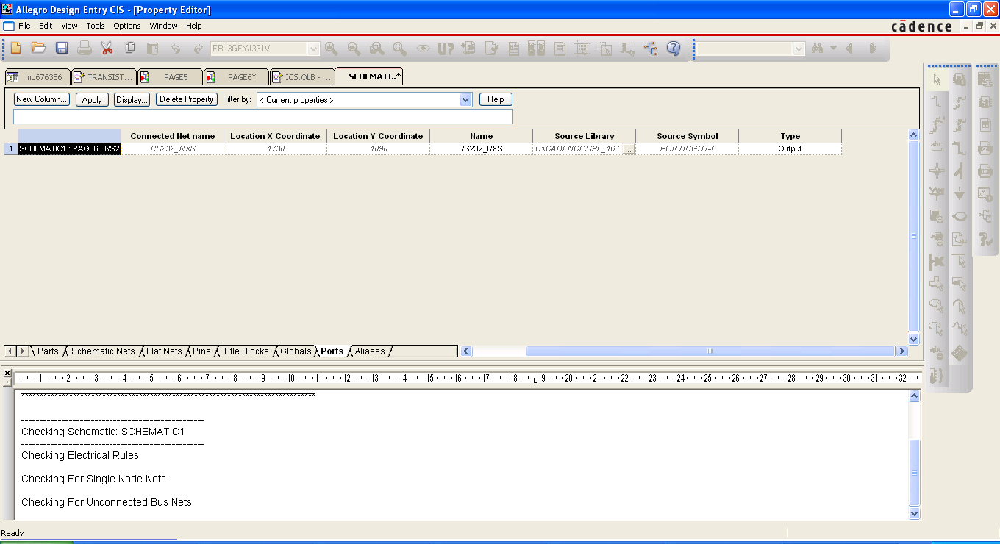 Allegro Design Entry CIS - [Property Editor]
File Edit View Tools Options Window Help
cādence
ERJ3GEYJ331V
U?
md676356 TRANSIST... PAGE5 PAGE6* ICS.OLB - ... SCHEMATI..*
New Column... Apply Display... Delete Property Filter by: < Current properties > Help
Connected Net name Location X-Coordinate Location Y-Coordinate Name Source Library Source Symbol Type
1 SCHEMATIC1 : PAGE6 : RS2 RS232_RXS 1730 1090 RS232_RXS C:\CADENCE\SPB_16.3 ... PORTRIGHT-L Output
abc
Parts Schematic Nets Flat Nets Pins Title Blocks Globals Ports Aliases
abc
1 2 3 4 5 6 7 8 9 10 11 12 13 14 15 16 17 18 19 20 21 22 23 24 25 26 27 28 29 30 31 32
********************************************************************************
--------------------------------------------------
Checking Schematic: SCHEMATIC1
--------------------------------------------------
Checking Electrical Rules
Checking For Single Node Nets
Checking For Unconnected Bus Nets
Ready